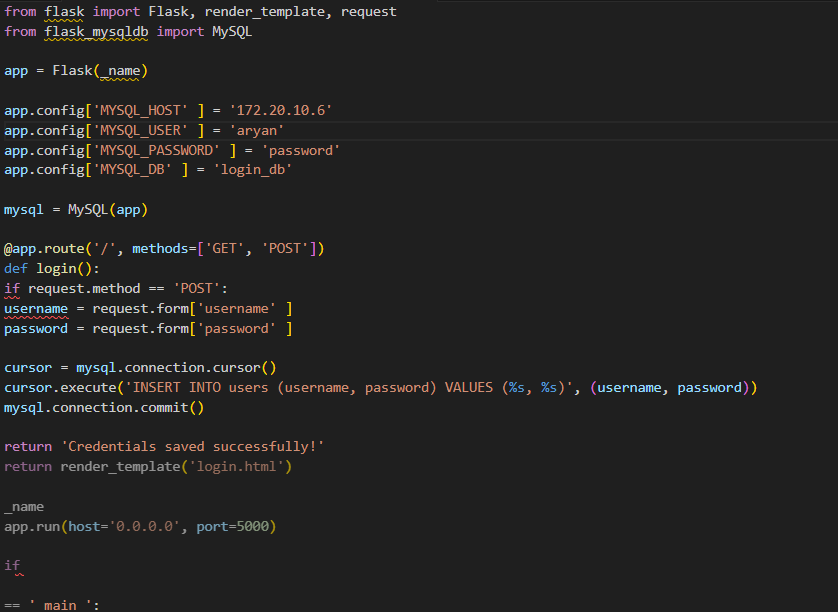 from flask import Flask, render_template, request
from flask_mysqldb import MySQL
app = Flask(_name)
app.config['MYSQL_HOST' ] = '172.20.10.6'
app.config['MYSQL_USER' ] = 'aryan'
app.config['MYSQL_PASSWORD' ] = 'password'
app.config['MYSQL_DB' ] = 'login_db'
mysql = MySQL(app)
@app.route('/', methods=['GET', 'POST'])
def login():
if request.method == 'POST':
username = request.form['username' ]
password = request.form['password' ]
cursor = mysql.connection.cursor()
cursor.execute('INSERT INTO users (username, password) VALUES (%s, %s)', (username, password))
mysql.connection.commit()
return 'Credentials saved successfully!'
return render_template('login.html')
_name
app.run(host='0.0.0.0', port=5000)
if
== ' main ':